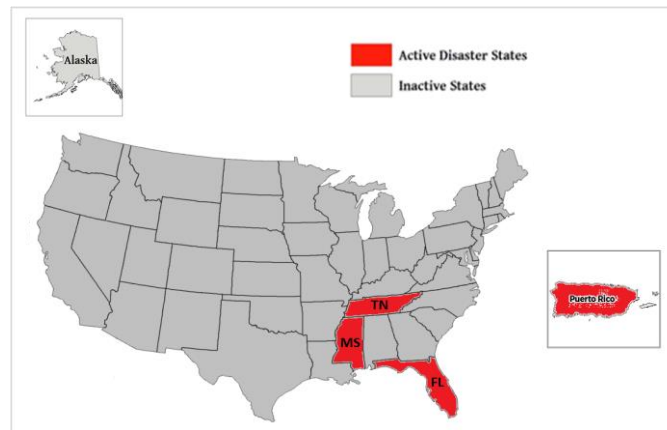 Alaska
Active Disaster States
Inactive States
TN
MS
FL
Puerto Rico